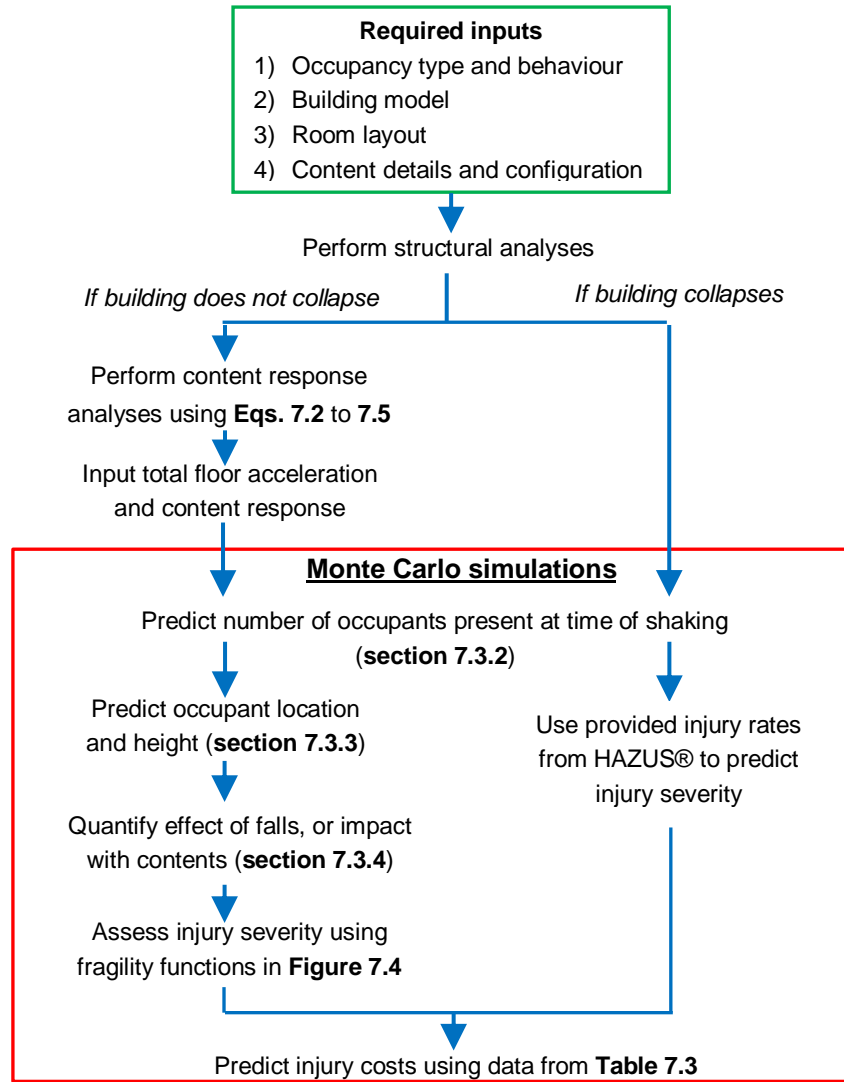 Required inputs
1) Occupancy type and behaviour
2) Building model
3) Room layout
4) Content details and configuration
Perform structural analyses
If building does not collapse
If building collapses
Perform content response
analyses using Eqs. 7.2 to 7.5
Input total floor acceleration
and content response
Monte Carlo simulations
Predict number of occupants present at time of shaking
(section 7.3.2)
Predict occupant location
and height (section 7.3.3)
Use provided injury rates
from HAZUS® to predict
injury severity
Quantify effect of falls, or impact
with contents (section 7.3.4)
Assess injury severity using
fragility functions in Figure 7.4
Predict injury costs using data from Table 7.3